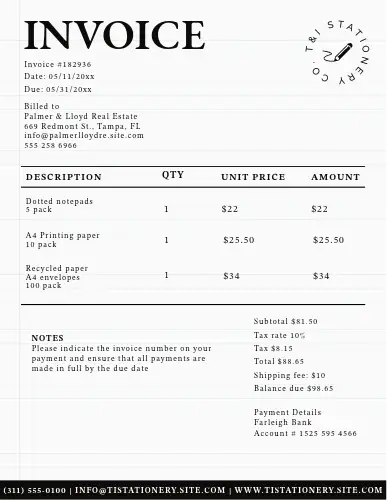 INVOICE
T&I STATIONERY CO.
Invoice #182936
Date: 05/11/20xx
Due: 05/31/20xx
Billed to
Palmer & Lloyd Real Estate
669 Redmont St., Tampa, FL
info@palmerlloydre.site.com
555 258 6966
DESCRIPTION QTY UNIT PRICE AMOUNT
Dotted notepads
5 pack 1 $22 $22
A4 Printing paper
10 pack 1 $25.50 $25.50
Recycled paper
A4 envelopes 1 $34 $34
100 pack
Subtotal $81.50
Tax rate 10%
Tax $8.15
Total $88.65
Shipping fee: $10
Balance due $98.65
NOTES
Please indicate the invoice number on your
payment and ensure that all payments are
made in full by the due date
Payment Details
Farleigh Bank
Account # 1525 595 4566
(311) 555-0100 | INFO@TISTATIONERY.SITE.COM | WWW.TISTATIONERY.SITE.COM